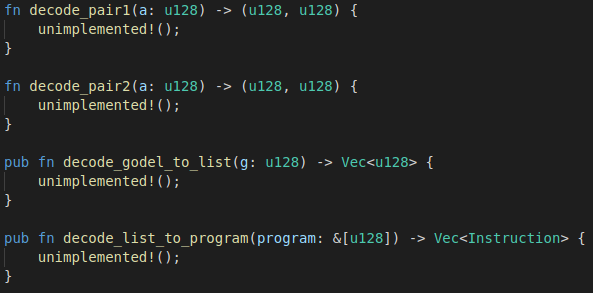 fn decode_pair1(a: u128) -> (u128, u128) {
    unimplemented!();
}

fn decode_pair2(a: u128) -> (u128, u128) {
    unimplemented!();
}

pub fn decode_godel_to_list(g: u128) -> Vec<u128> {
    unimplemented!();
}

pub fn decode_list_to_program(program: &[u128]) -> Vec<Instruction> {
    unimplemented!();
}